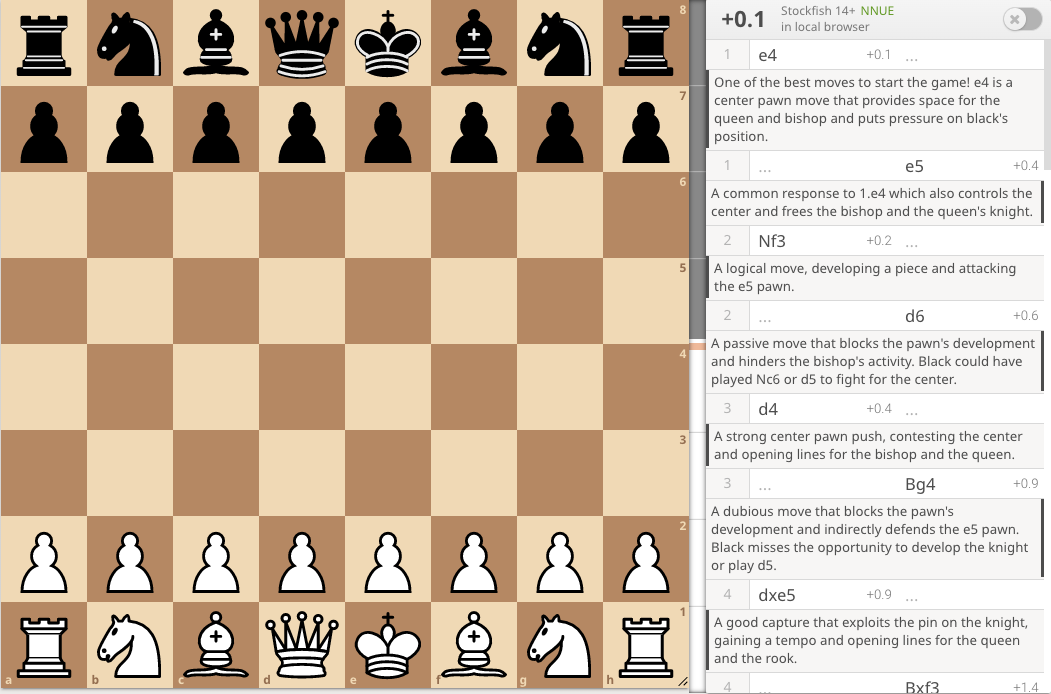 8
7
6
5
4
3
2
1
a b c d e f g h
+0.1
Stockfish 14+ NNUE
in local browser
1 e4 +0.1 ...
One of the best moves to start the game! e4 is a
center pawn move that provides space for the
queen and bishop and puts pressure on black's
position.
1 ... e5 +0.4
A common response to 1.e4 which also controls the
center and frees the bishop and the queen's knight.
2 Nf3 +0.2 ...
A logical move, developing a piece and attacking
the e5 pawn.
2 ... d6 +0.6
A passive move that blocks the pawn's development
and hinders the bishop's activity. Black could have
played Nc6 or d5 to fight for the center.
3 d4 +0.4 ...
A strong center pawn push, contesting the center
and opening lines for the bishop and the queen.
3 ... Bg4 +0.9
A dubious move that blocks the pawn's
development and indirectly defends the e5 pawn.
Black misses the opportunity to develop the knight
or play d5.
4 dxe5 +0.9 ...
A good capture that exploits the pin on the knight,
gaining a tempo and opening lines for the queen
and the rook.
4 ... Bxf3 +1.4